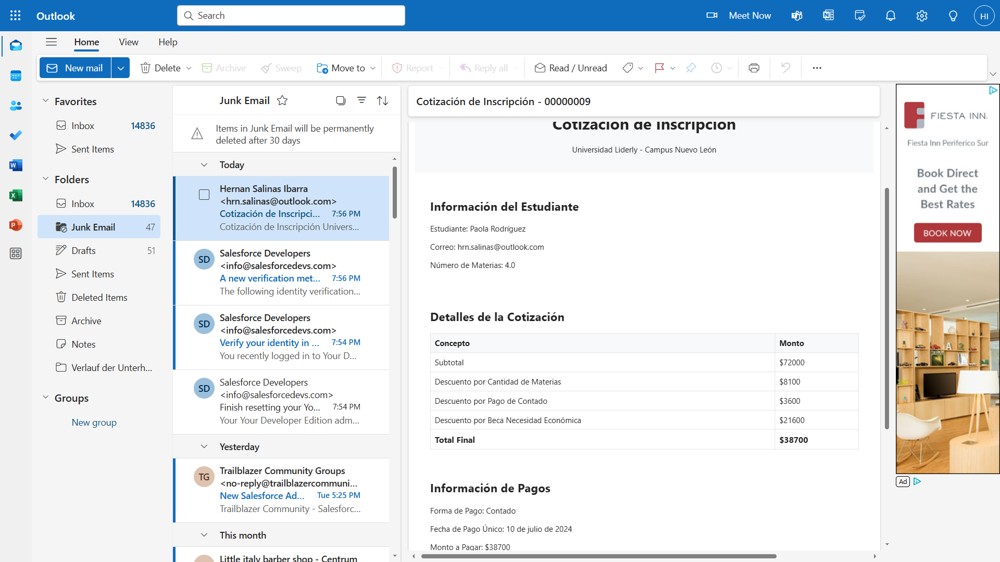 Outlook
Search
Meet Now
HI
Home
View
Help
New mail
Delete
Archive
Sweep
Move to
Report
Reply all
Read / Unread
Favorites
Inbox 14836
Sent Items
Folders
Inbox 14836
Junk Email 47
Drafts 51
Sent Items
Deleted Items
Archive
Notes
Verlauf der Unterh...
Groups
New group
Junk Email
Items in Junk Email will be permanently
deleted after 30 days
Today
Hernan Salinas Ibarra
<hrn.salinas@outlook.com>
Cotización de Inscripci... 7:56 PM
Cotización de Inscripción Univers...
SD
Salesforce Developers
<info@salesforcedevs.com>
A new verification met... 7:56 PM
The following identity verification...
SD
Salesforce Developers
<info@salesforcedevs.com>
Verify your identity in ... 7:54 PM
You recently logged in to Your D...
SD
Salesforce Developers
<info@salesforcedevs.com>
Finish resetting your Yo... 7:54 PM
Your Your Developer Edition adm...
Yesterday
TG
Trailblazer Community Groups
<no-reply@trailblazercommuni...
New Salesforce Ad... Tue 5:25 PM
Trailblazer Community - Salesforc...
This month
Little italy barber shop - Centrum
Cotización de Inscripción - 00000009
Cotización de Inscripción
Universidad Liderly - Campus Nuevo León
Información del Estudiante
Estudiante: Paola Rodríguez
Correo: hrn.salinas@outlook.com
Número de Materias: 4.0
Detalles de la Cotización
Concepto Monto
Subtotal $72000
Descuento por Cantidad de Materias $8100
Descuento por Pago de Contado $3600
Descuento por Beca Necesidad Económica $21600
Total Final $38700
Información de Pagos
Forma de Pago: Contado
Fecha de Pago Único: 10 de julio de 2024
Monto a Pagar: $38700
FIESTA INN.
Fiesta Inn Periferico Sur
Book Direct
and Get the
Best Rates
BOOK NOW
A 2
Ad